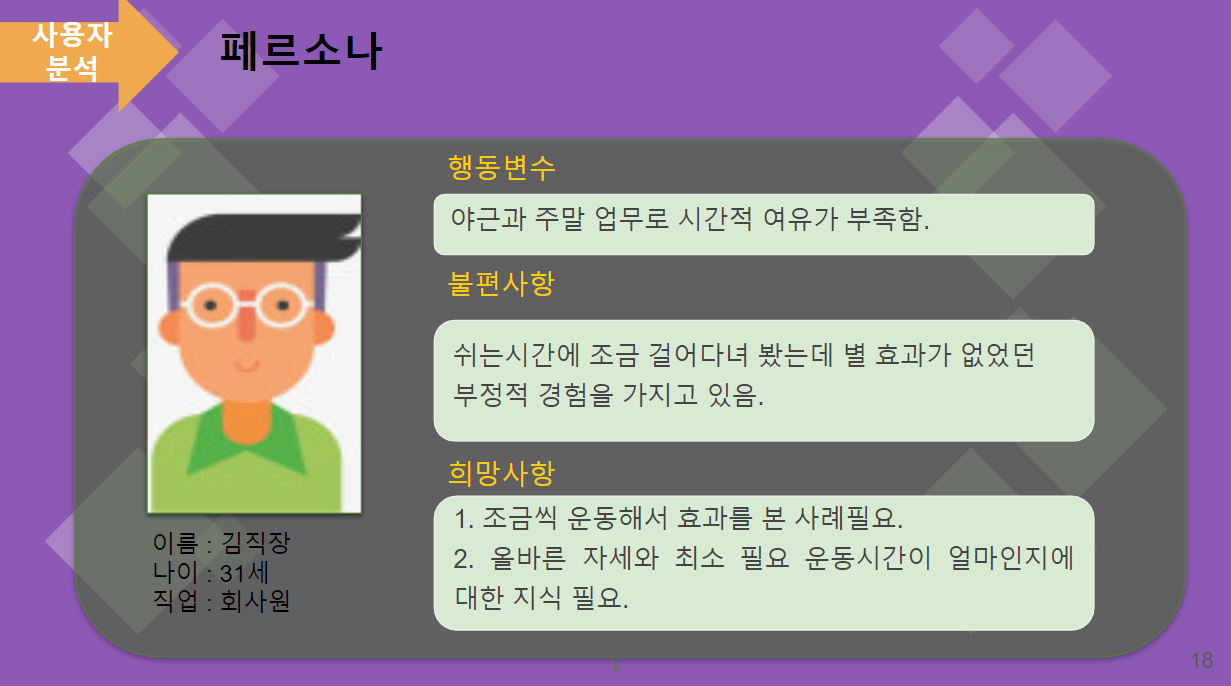 사용자
분석
페르소나
행동변수
야근과 주말 업무로 시간적 여유가 부족함.
불편사항
쉬는시간에 조금 걸어다녀 봤는데 별 효과가 없었던
부정적 경험을 가지고 있음.
희망사항
1. 조금씩 운동해서 효과를 본 사례필요.
2. 올바른 자세와 최소 필요 운동시간이 얼마인지에
대한 지식 필요.
이름 : 김직장
나이 : 31세
직업 : 회사원
18